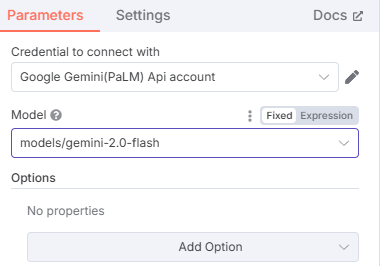 Parameters Settings Docs
Credential to connect with
Google Gemini(PaLM) Api account
Model Fixed Expression
models/gemini-2.0-flash
Options
No properties
Add Option